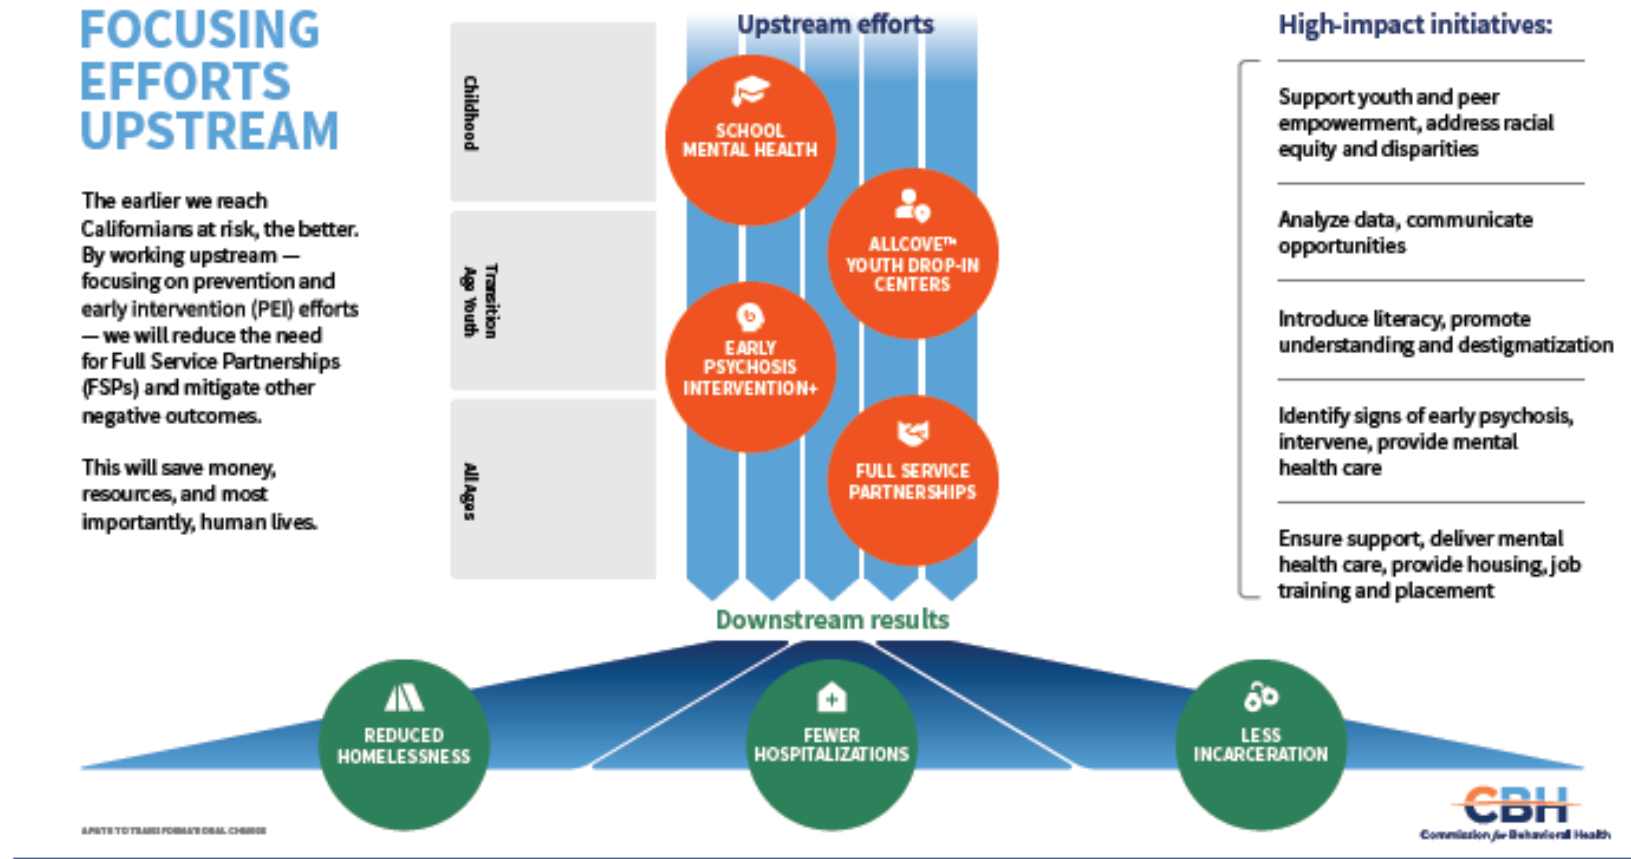 FOCUSING
EFFORTS
UPSTREAM
The earlier we reach
Californians at risk, the better.
By working upstream —
focusing on prevention and
early intervention (PEI) efforts
— we will reduce the need
for Full Service Partnerships
(FSPs) and mitigate other
negative outcomes.
This will save money,
resources, and most
importantly, human lives.
Childhood
Transition
Age Youth
All Ages
Upstream efforts
SCHOOL
MENTAL HEALTH
ALLCOVE™
YOUTH DROP-IN
CENTERS
EARLY
PSYCHOSIS
INTERVENTION+
FULL SERVICE
PARTNERSHIPS
High-impact initiatives:
Support youth and peer
empowerment, address racial
equity and disparities
Analyze data, communicate
opportunities
Introduce literacy, promote
understanding and destigmatization
Identify signs of early psychosis,
intervene, provide mental
health care
Ensure support, deliver mental
health care, provide housing, job
training and placement
Downstream results
REDUCED
HOMELESSNESS
FEWER
HOSPITALIZATIONS
LESS
INCARCERATION
A PATH TO TRANSFORMATIONAL CHANGE
CBH
Commission for Behavioral Health